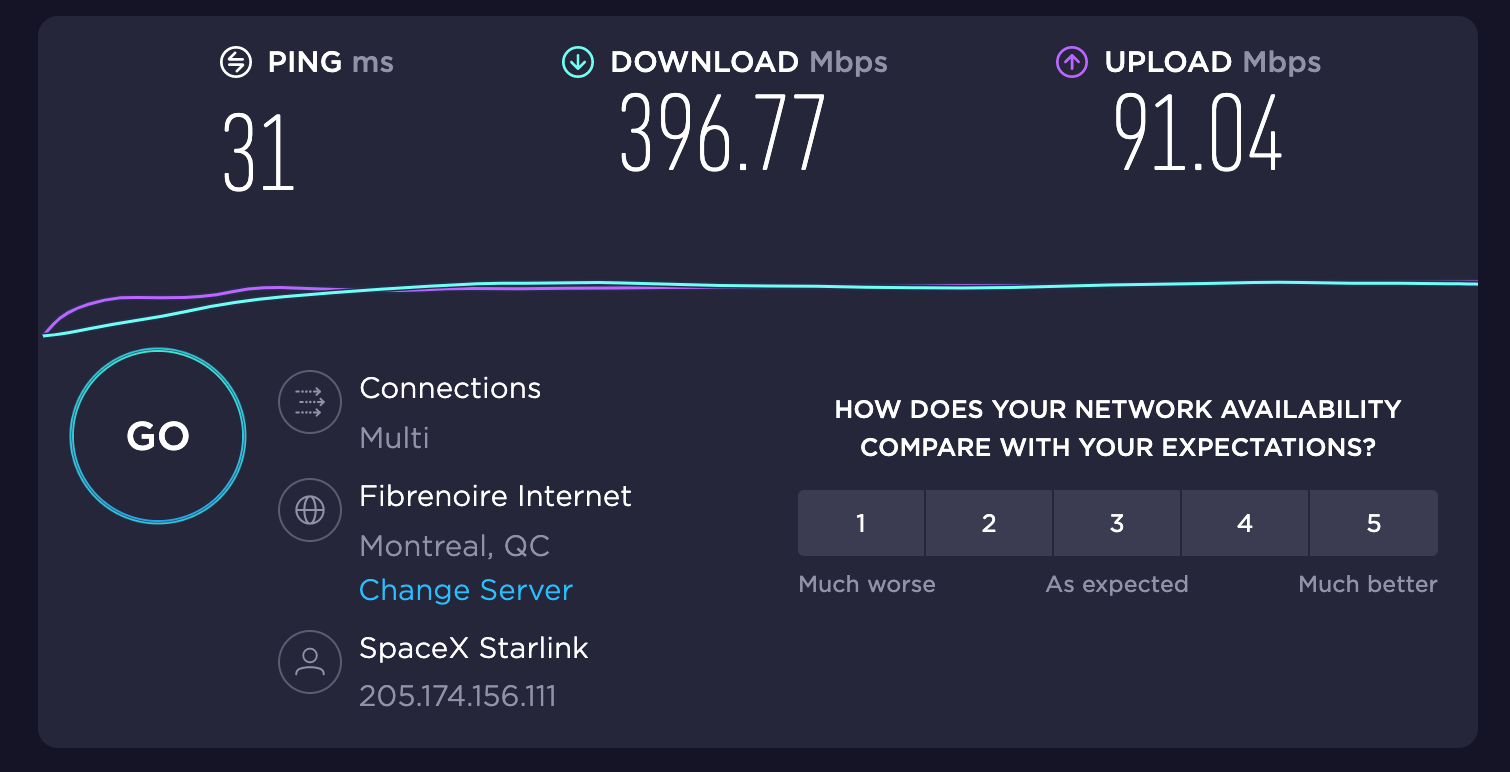 PING ms
31
DOWNLOAD Mbps
396.77
UPLOAD Mbps
91.04
GO
Connections
Multi
Fibrenoire Internet
Montreal, QC
Change Server
SpaceX Starlink
205.174.156.111
HOW DOES YOUR NETWORK AVAILABILITY
COMPARE WITH YOUR EXPECTATIONS?
1 2 3 4 5
Much worse As expected Much better